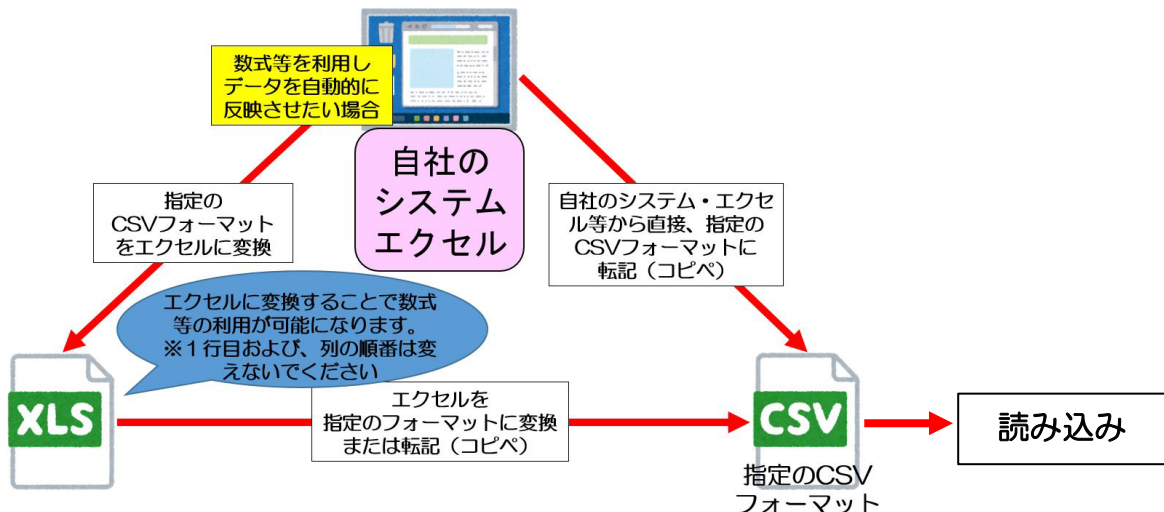 数式等を利用し
データを自動的に
反映させたい場合
自社の
システム
エクセル
指定の
CSVフォーマット
をエクセルに変換
自社のシステム・エクセ
ル等から直接、指定の
CSVフォーマットに
転記（コピペ）
エクセルに変換することで数式
等の利用が可能になります。
※１行目および、列の順番は変
えないでください
XLS
エクセルを
指定のフォーマットに変換
または転記（コピペ）
CSV
指定のCSV
フォーマット
読み込み